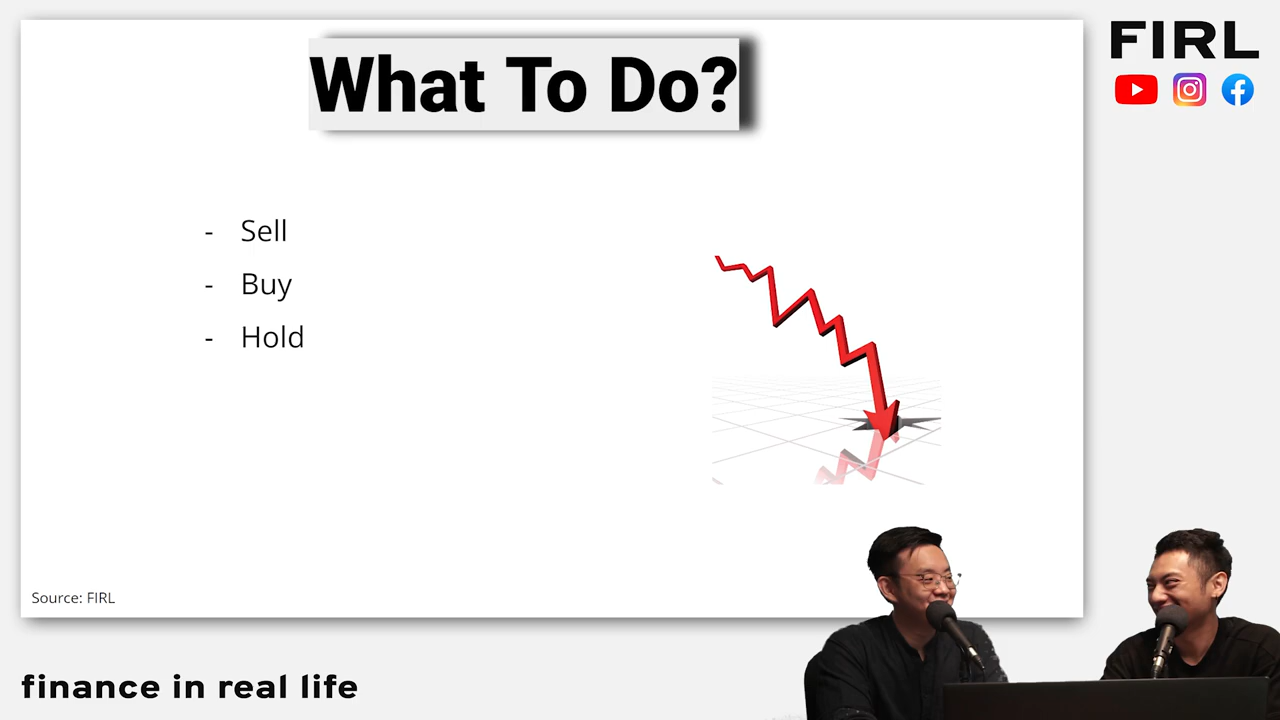 What To Do?
FIRL
- Sell
- Buy
- Hold
Source: FIRL
finance in real life